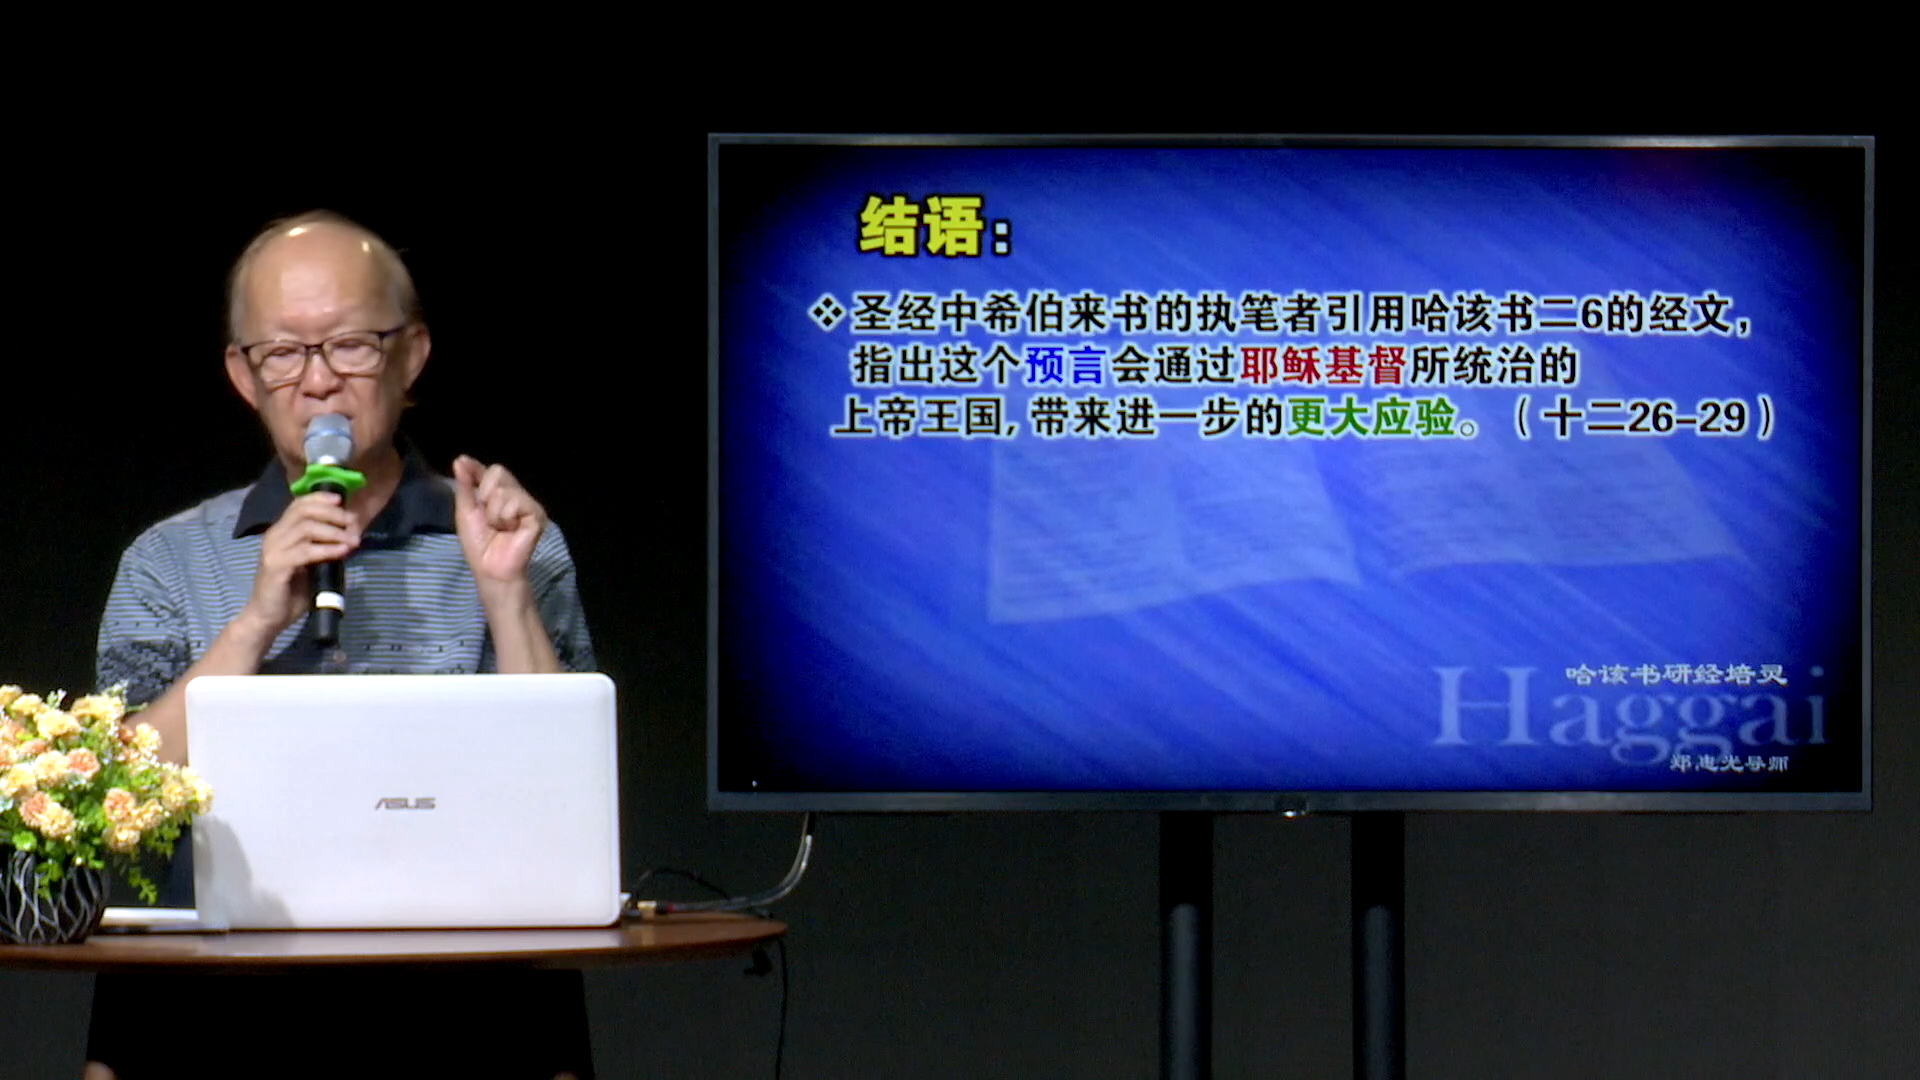 结语：
❖圣经中希伯来书的执笔者引用哈该书二6的经文，
指出这个预言会通过耶稣基督所统治的
上帝王国，带来进一步的更大应验。（十二26-29）
哈该书研经培灵
Haggai
郑惠光导师
ASUS